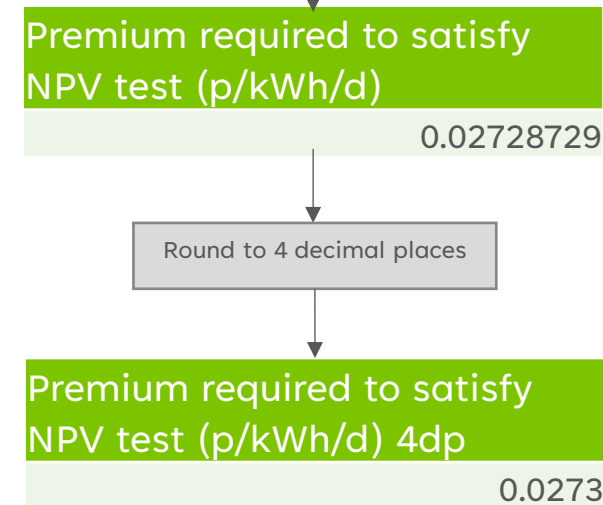 Premium required to satisfy
NPV test (p/kWh/d)
0.02728729
Round to 4 decimal places
Premium required to satisfy
NPV test (p/kWh/d) 4dp
0.0273